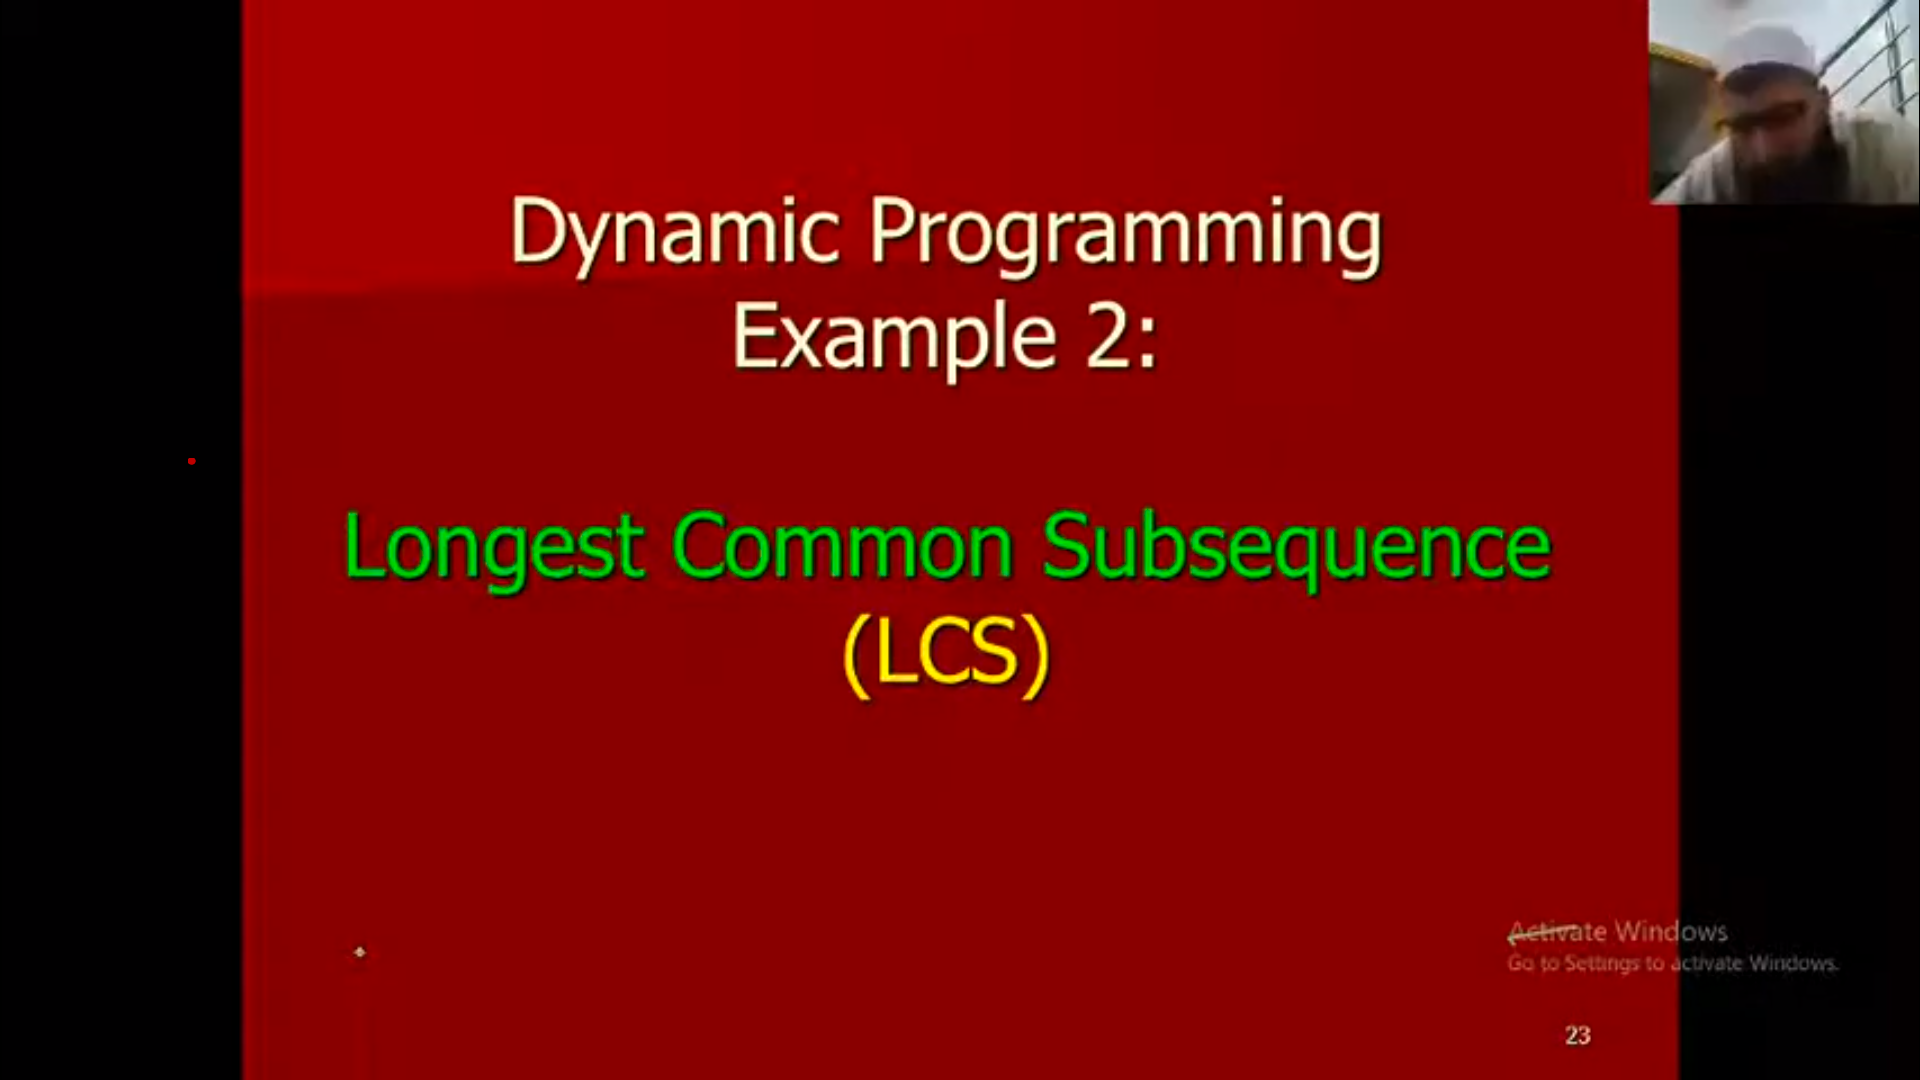 Dynamic Programming
Example 2:
Longest Common Subsequence
(LCS)
Activate Windows
Go to Settings to activate Windows.
23